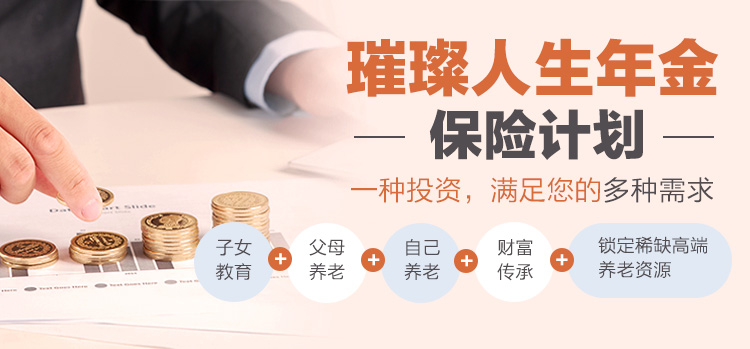 璀璨人生年金
保险计划
一种投资，满足您的多种需求
子女
教育
+
父母
养老
+
自己
养老
+
财富
传承
+
锁定稀缺高端
养老资源